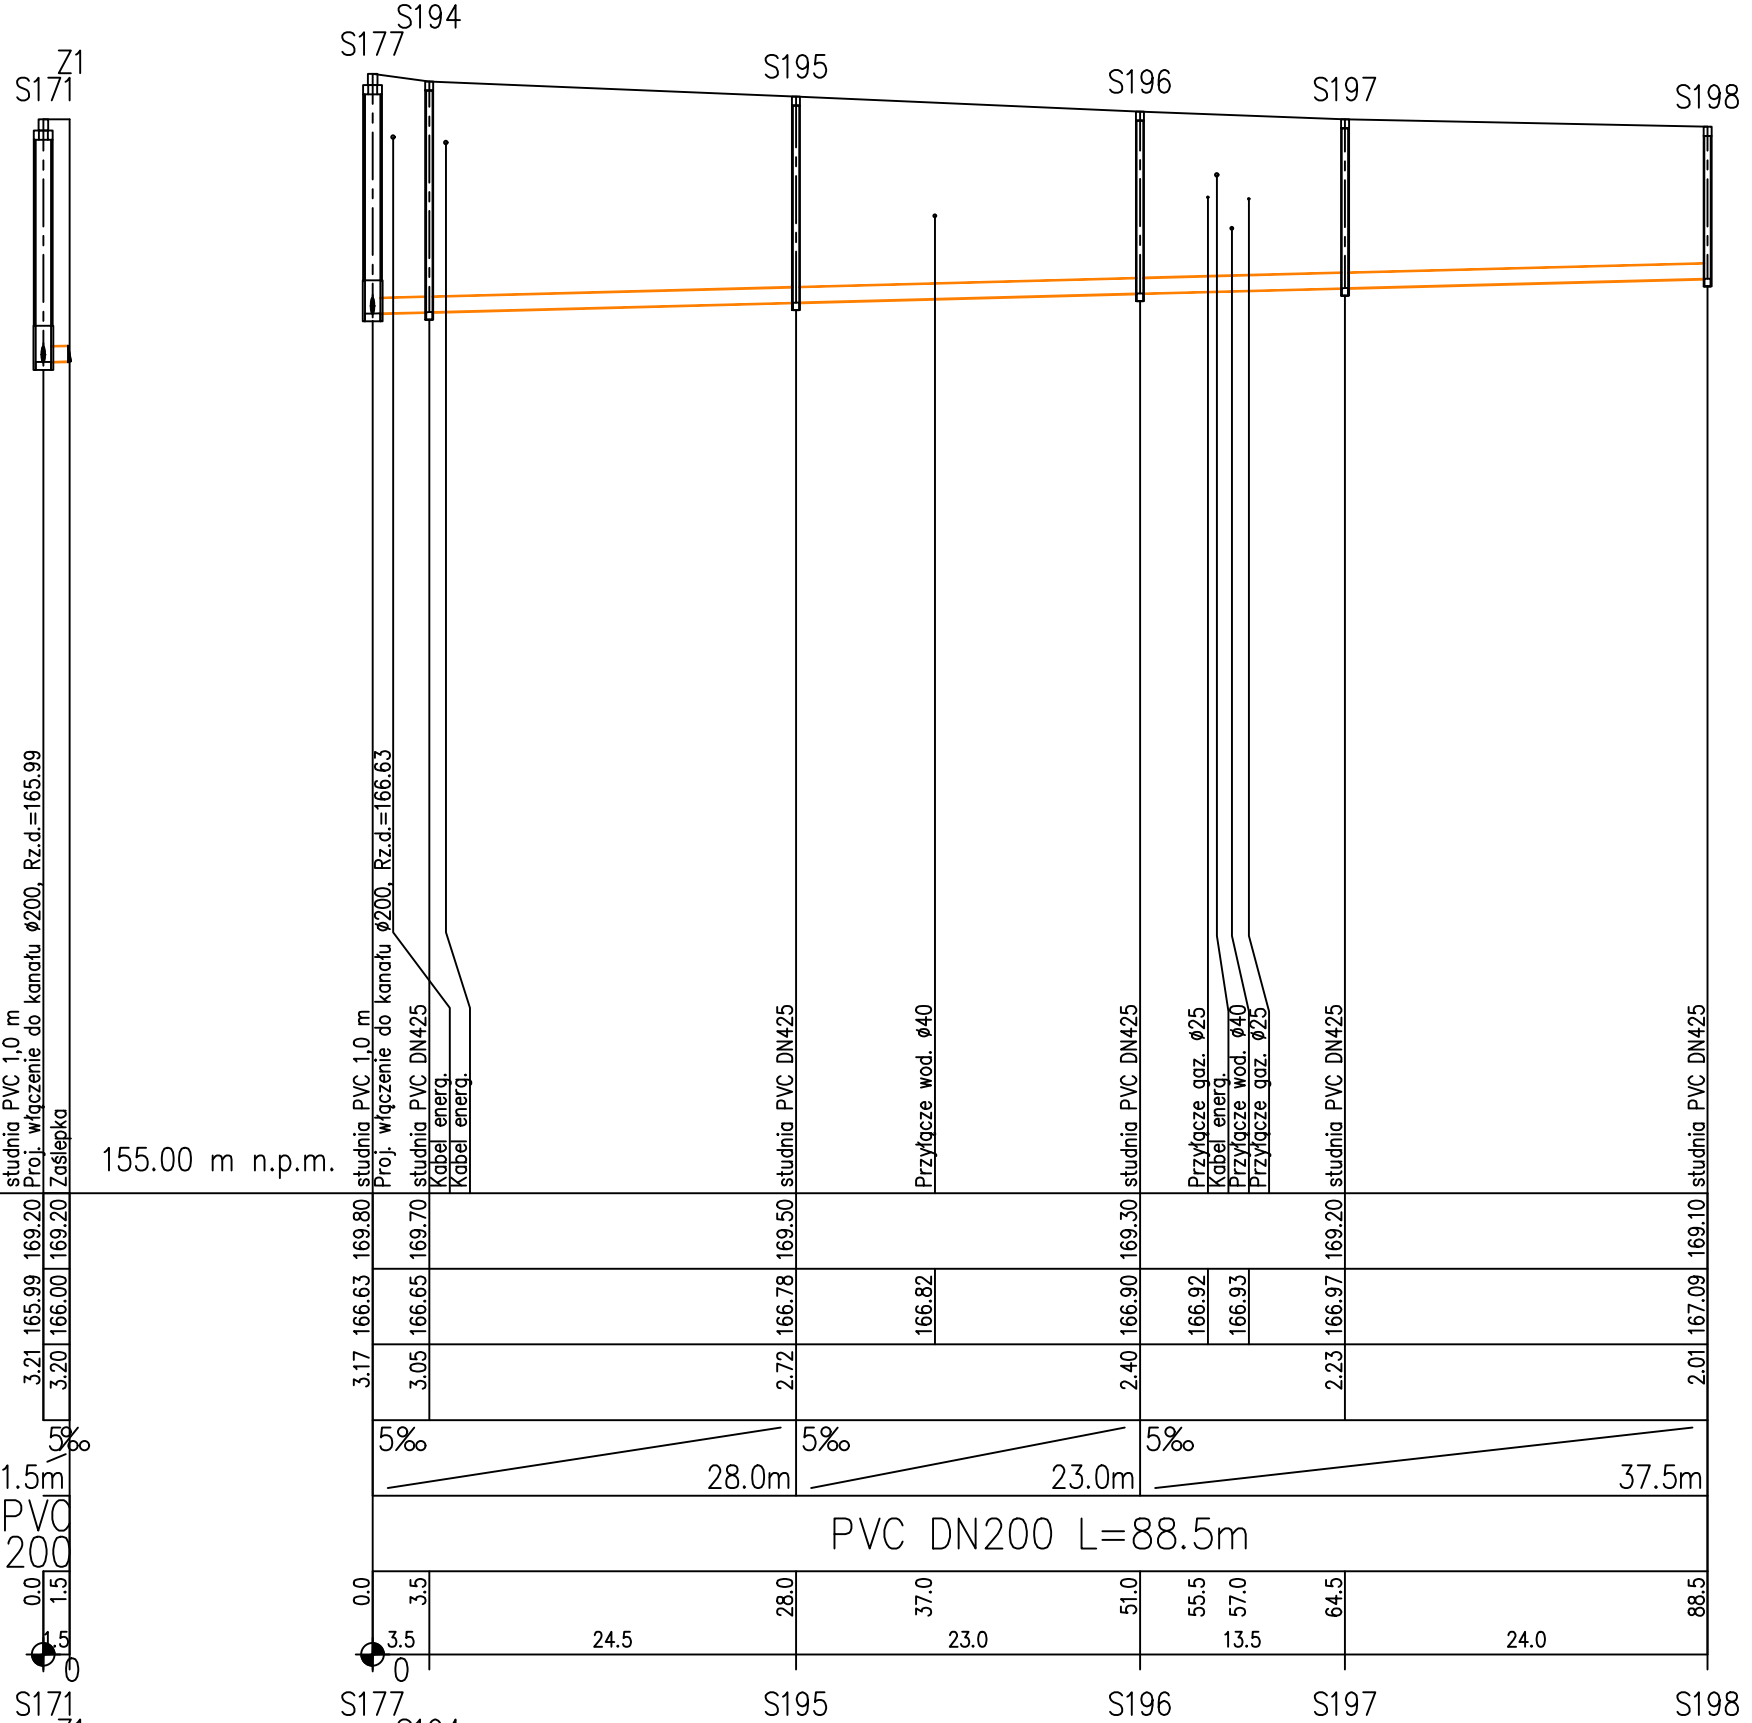 S194
S177
Z1
S171
S195
S196
S197
S198
studnia PVC 1,0 m
Proj. włączenie do kanału ø200, Rz.d.=165.99
Zaślepka
155.00 m n.p.m.
studnia PVC 1,0 m
Proj. włączenie do kanału ø200, Rz.d.=166.63
studnia PVC DN425
Kabel energ.
Kabel energ.
studnia PVC DN425
Przyłącze wod. ø40
studnia PVC DN425
Przyłącze gaz. ø25
Kabel energ.
Przyłącze wod. ø40
Przyłącze gaz. ø25
studnia PVC DN425
studnia PVC DN425
169.20 169.20 169.80 169.70 169.50 169.30 169.20 169.10
165.99 166.00 166.63 166.65 166.78 166.82 166.90 166.92 166.93 166.97 167.09
3.21 3.20 3.17 3.05 2.72 2.40 2.23 2.01
5‰ 5‰ 5‰ 5‰
1.5m 28.0m 23.0m 37.5m
PVC
200
PVC DN200 L=88.5m
0.0 1.5 0.0 3.5 28.0 37.0 51.0 55.5 57.0 64.5 88.5
1.5 3.5 24.5 23.0 13.5 24.0
0 0
S171 S177 S195 S196 S197 S198
Z1 S194